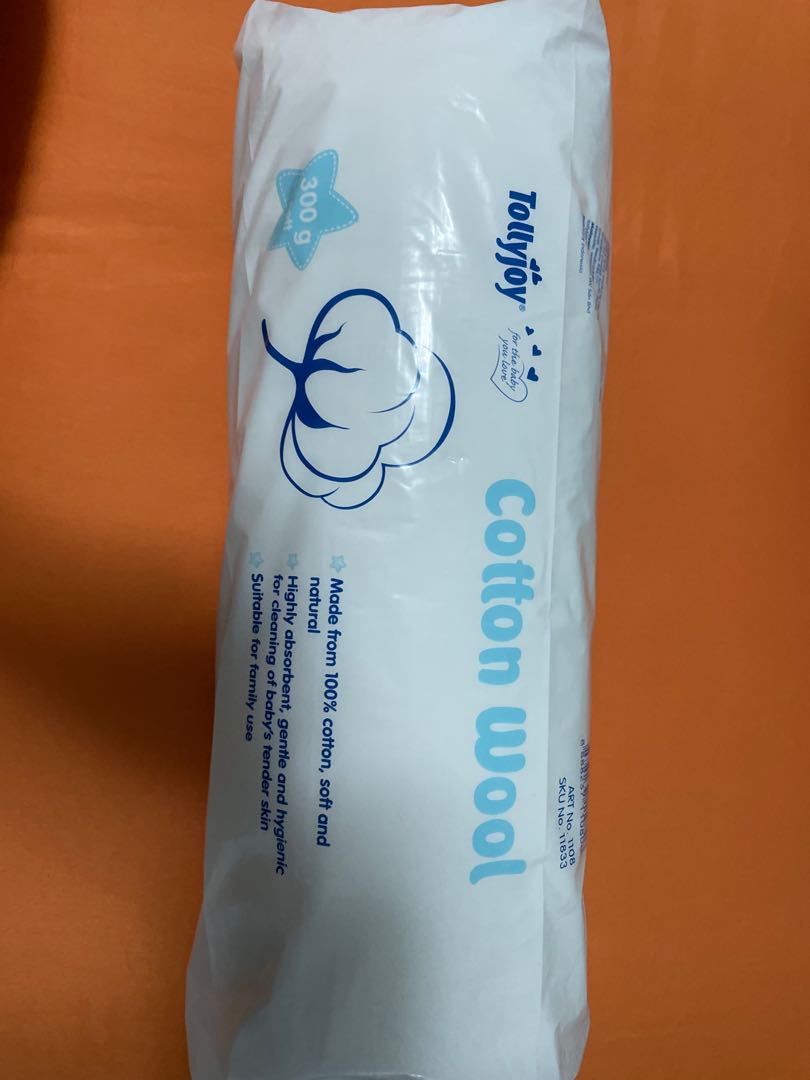 Tollyjoy®
for the baby
you love
Cotton Wool
300 g
Made from 100% cotton, soft and
natural
Highly absorbent, gentle and hygienic
for cleaning of baby's tender skin
Suitable for family use
ART No. 1108
SKU No. 11833